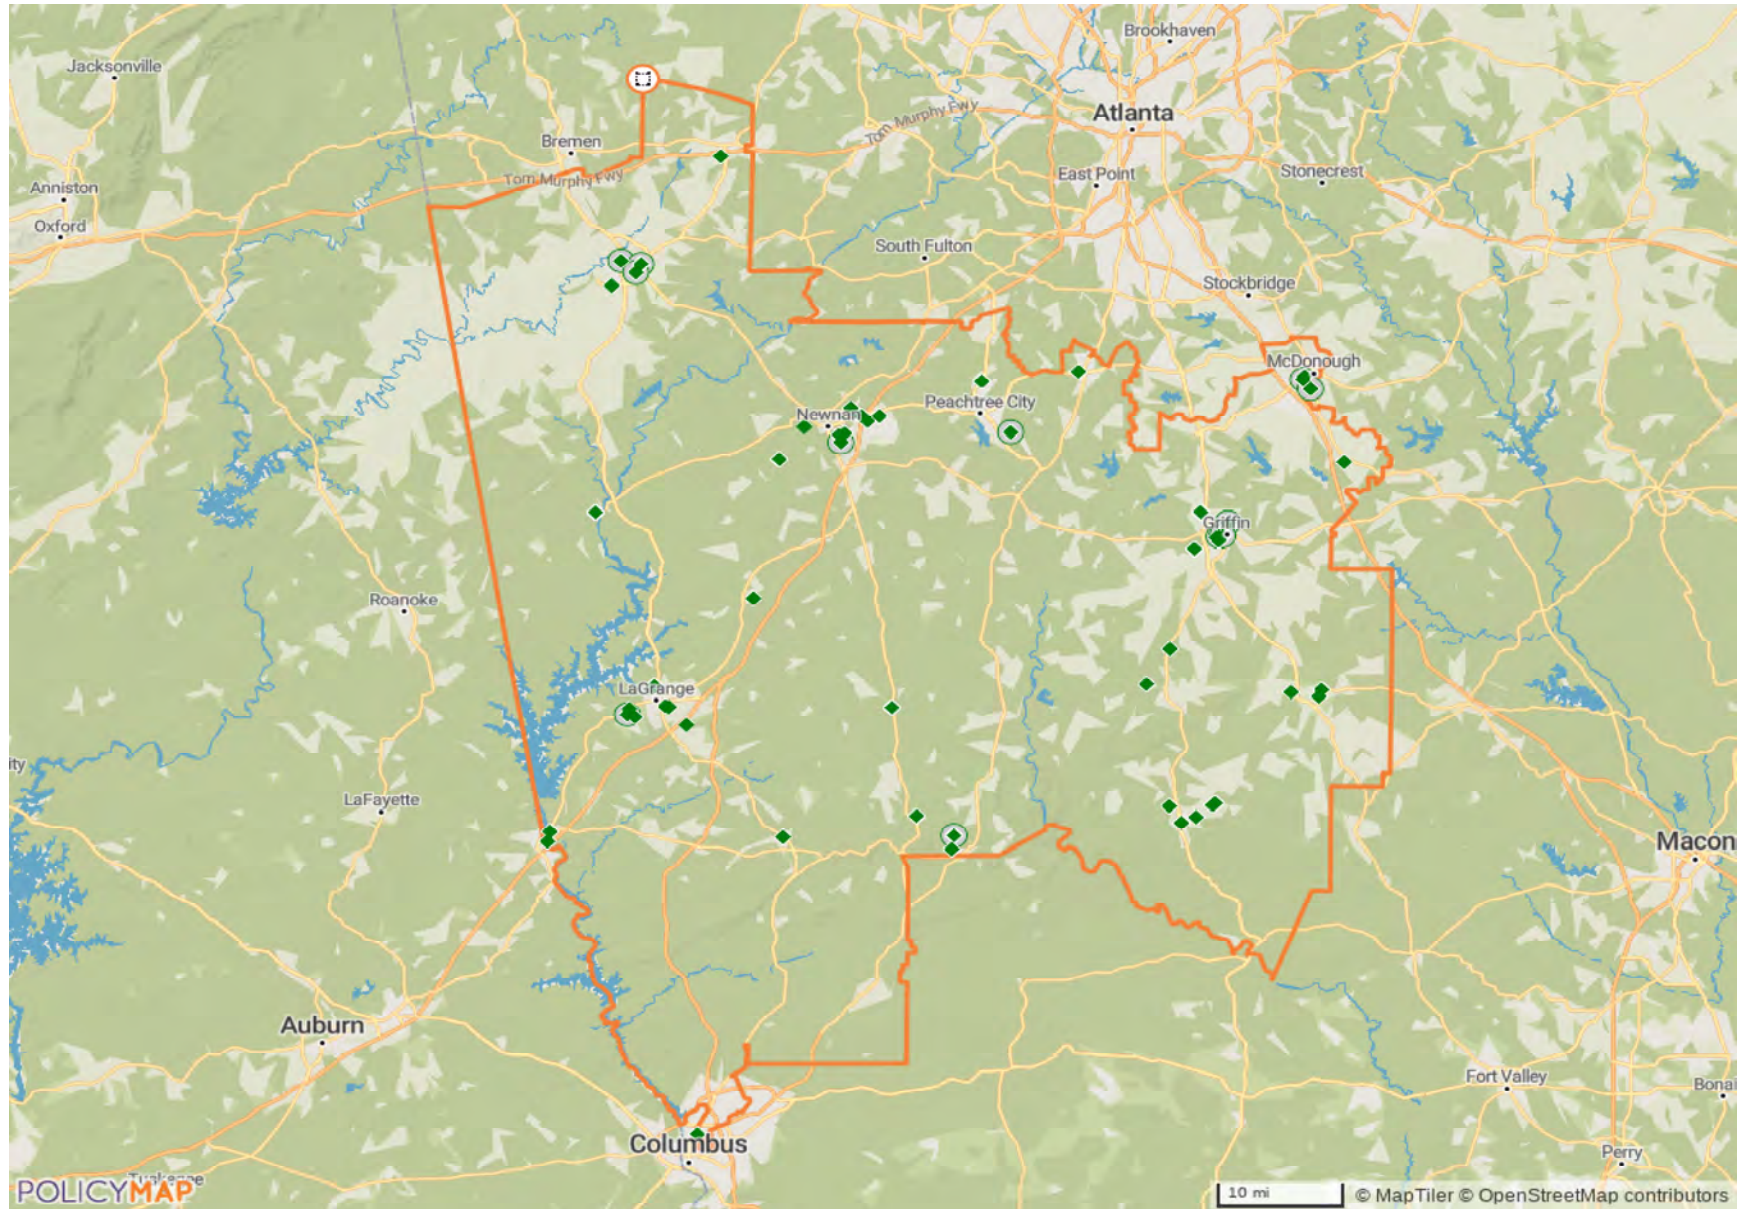 Brookhaven
Jacksonville
Atlanta
Tom Murphy Fwy
Bremen
East Point
Stonecrest
Tom Murphy Fwy
Anniston
Oxford
South Fulton
Stockbridge
McDonough
Peachtree City
Newnan
Griffin
Roanoke
LaGrange
ity
LaFayette
Macon
Auburn
Fort Valley
Bonai
Columbus
Perry
Tuskegee
POLICYMAP
10 mi
© MapTiler © OpenStreetMap contributors